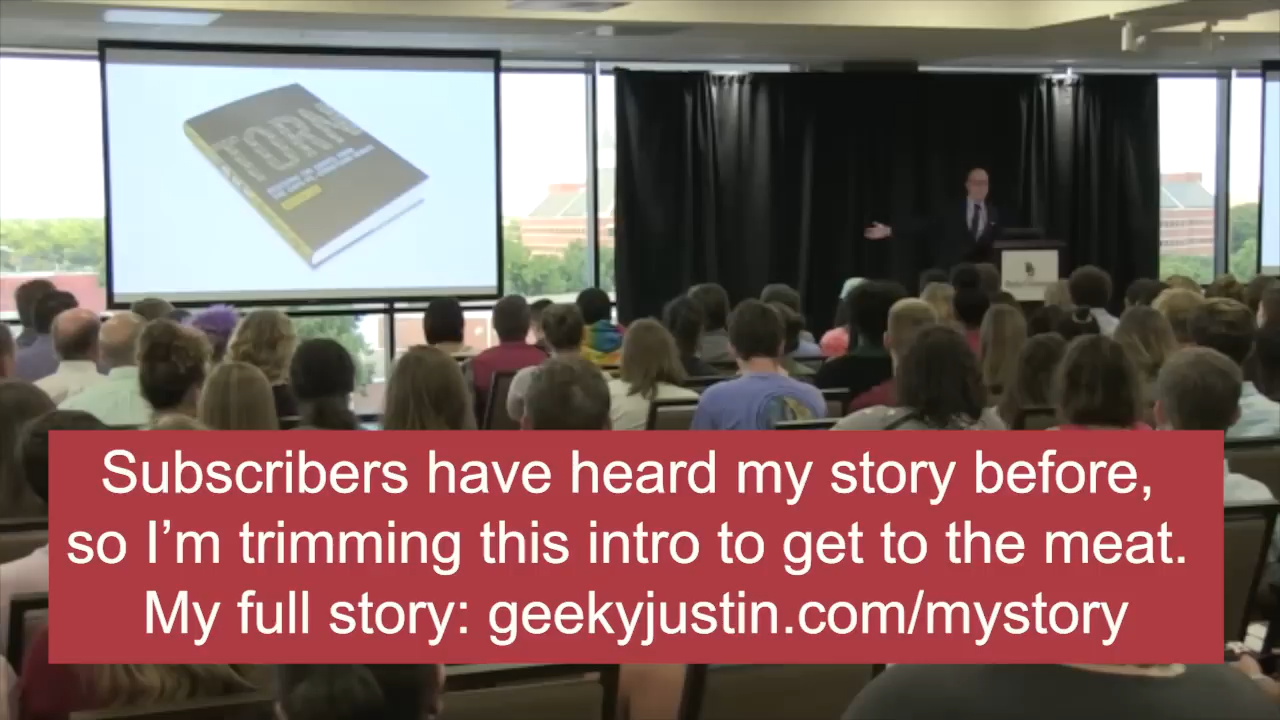 TORN
Subscribers have heard my story before,
so I’m trimming this intro to get to the meat.
My full story: geekyjustin.com/mystory